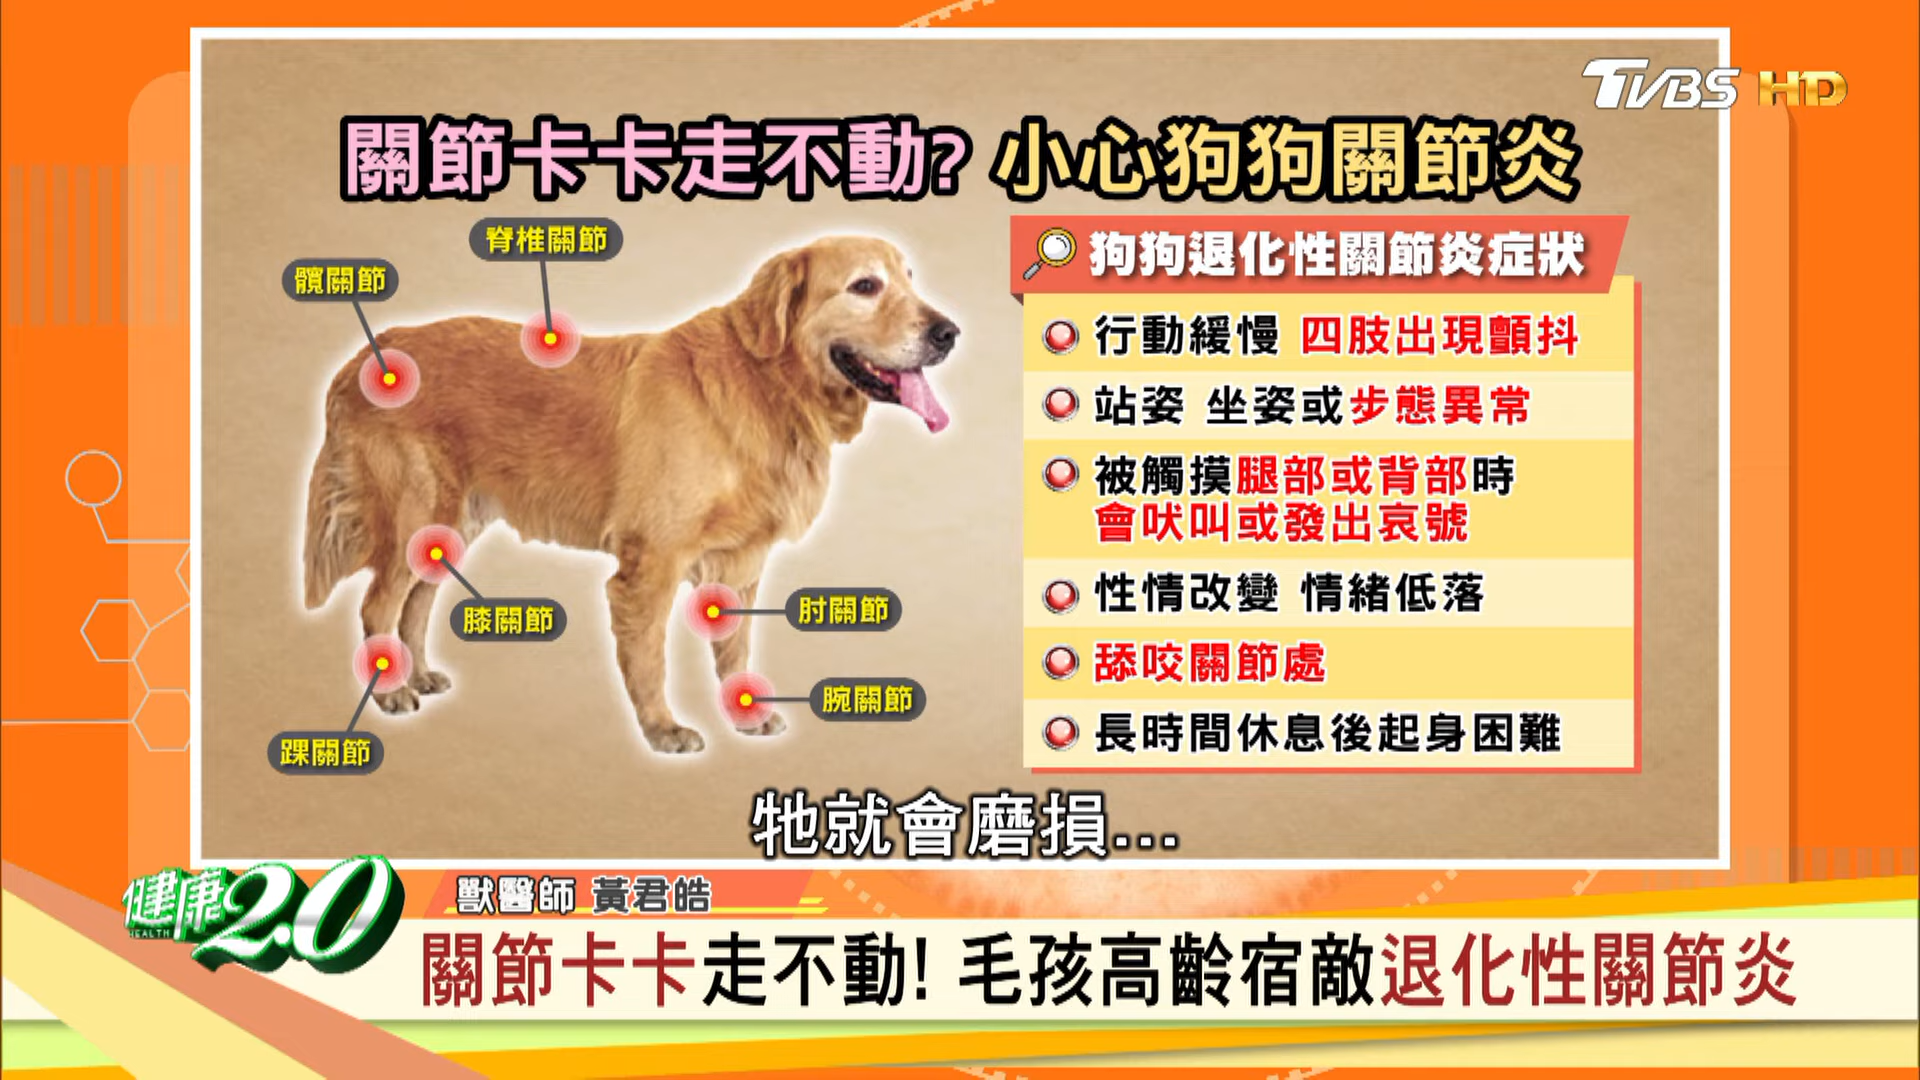 TVBS HD
關節卡卡走不動? 小心狗狗關節炎
脊椎關節
髖關節
膝關節
肘關節
腕關節
踝關節
狗狗退化性關節炎症狀
行動緩慢 四肢出現顫抖
站姿 坐姿或步態異常
被觸摸腿部或背部時
會吠叫或發出哀號
性情改變 情緒低落
舔咬關節處
長時間休息後起身困難
牠就會磨損...
健康2.0
HEALTH
獸醫師 黃君皓
關節卡卡走不動! 毛孩高齡宿敵退化性關節炎